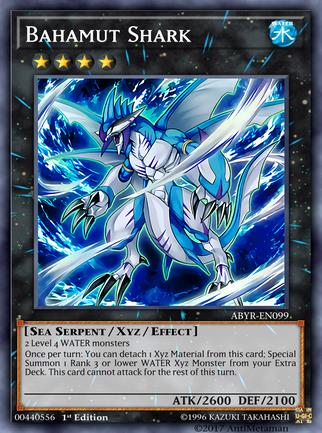 BAHAMUT SHARK
WATER
水
ABYR-EN099
[SEA SERPENT / XYZ / EFFECT]
2 Level 4 WATER monsters
Once per turn: You can detach 1 Xyz Material from this card; Special
Summon 1 Rank 3 or lower WATER Xyz Monster from your Extra
Deck. This card cannot attack for the rest of this turn.
ATK/2600 DEF/2100
00440556 1st Edition ©1996 KAZUKI TAKAHASHI
©2017 AntiMetaman